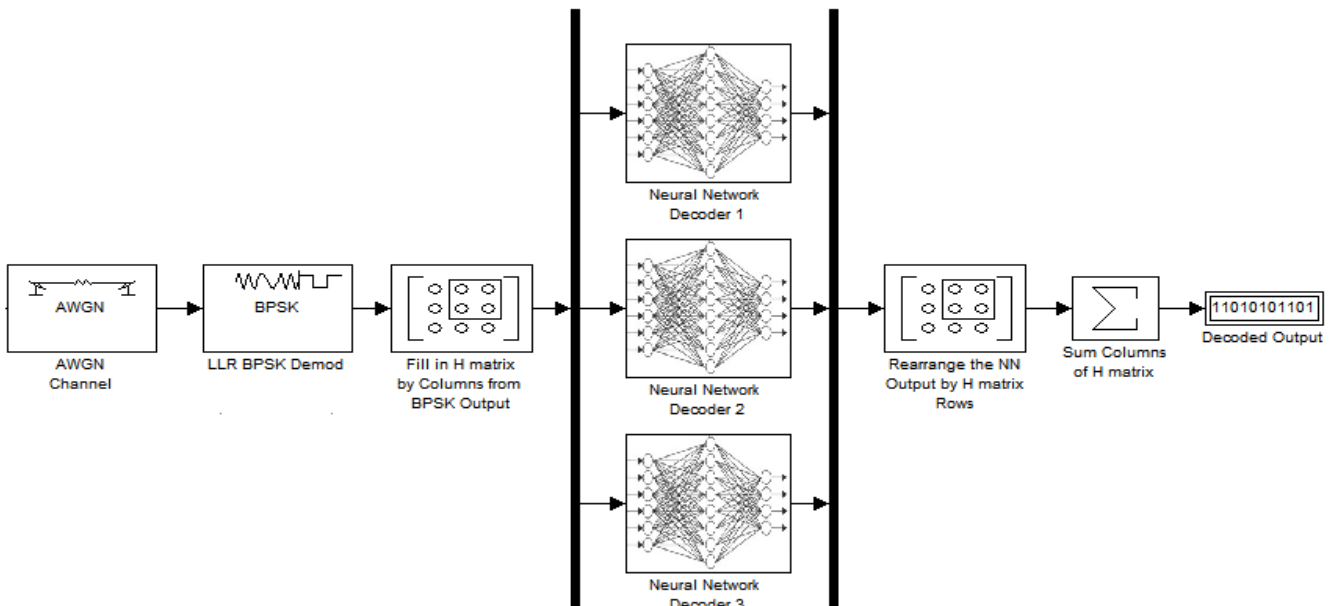 AWGN
AWGN
Channel
BPSK
LLR BPSK Demod
Fill in H matrix
by Columns from
BPSK Output
Neural Network
Decoder 1
Neural Network
Decoder 2
Neural Network
Decoder 3
Rearrange the NN
Output by H matrix
Rows
Sum Columns
of H matrix
11010101101
Decoded Output